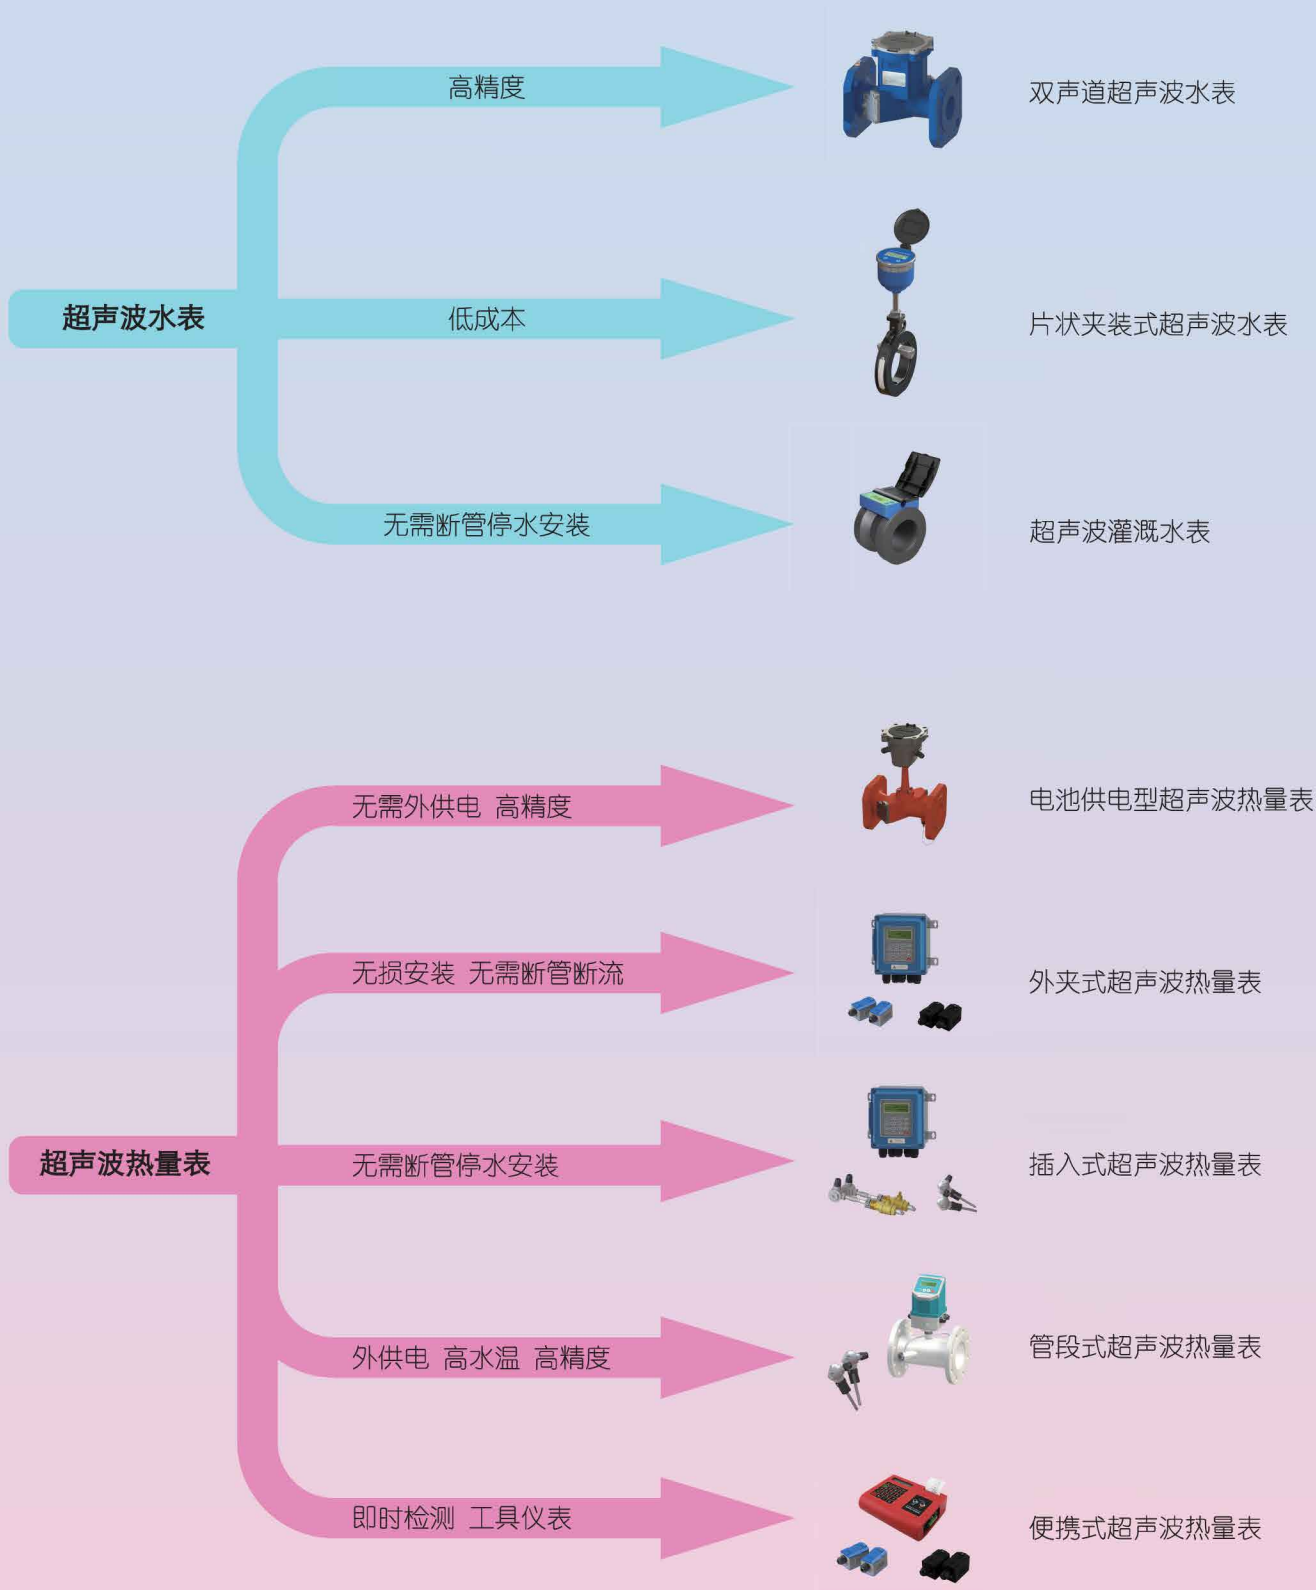 高精度
双声道超声波水表
超声波水表
低成本
片状夹装式超声波水表
无需断管停水安装
超声波灌溉水表
无需外供电 高精度
电池供电型超声波热量表
无损安装 无需断管断流
外夹式超声波热量表
超声波热量表
无需断管停水安装
插入式超声波热量表
外供电 高水温 高精度
管段式超声波热量表
即时检测 工具仪表
便携式超声波热量表